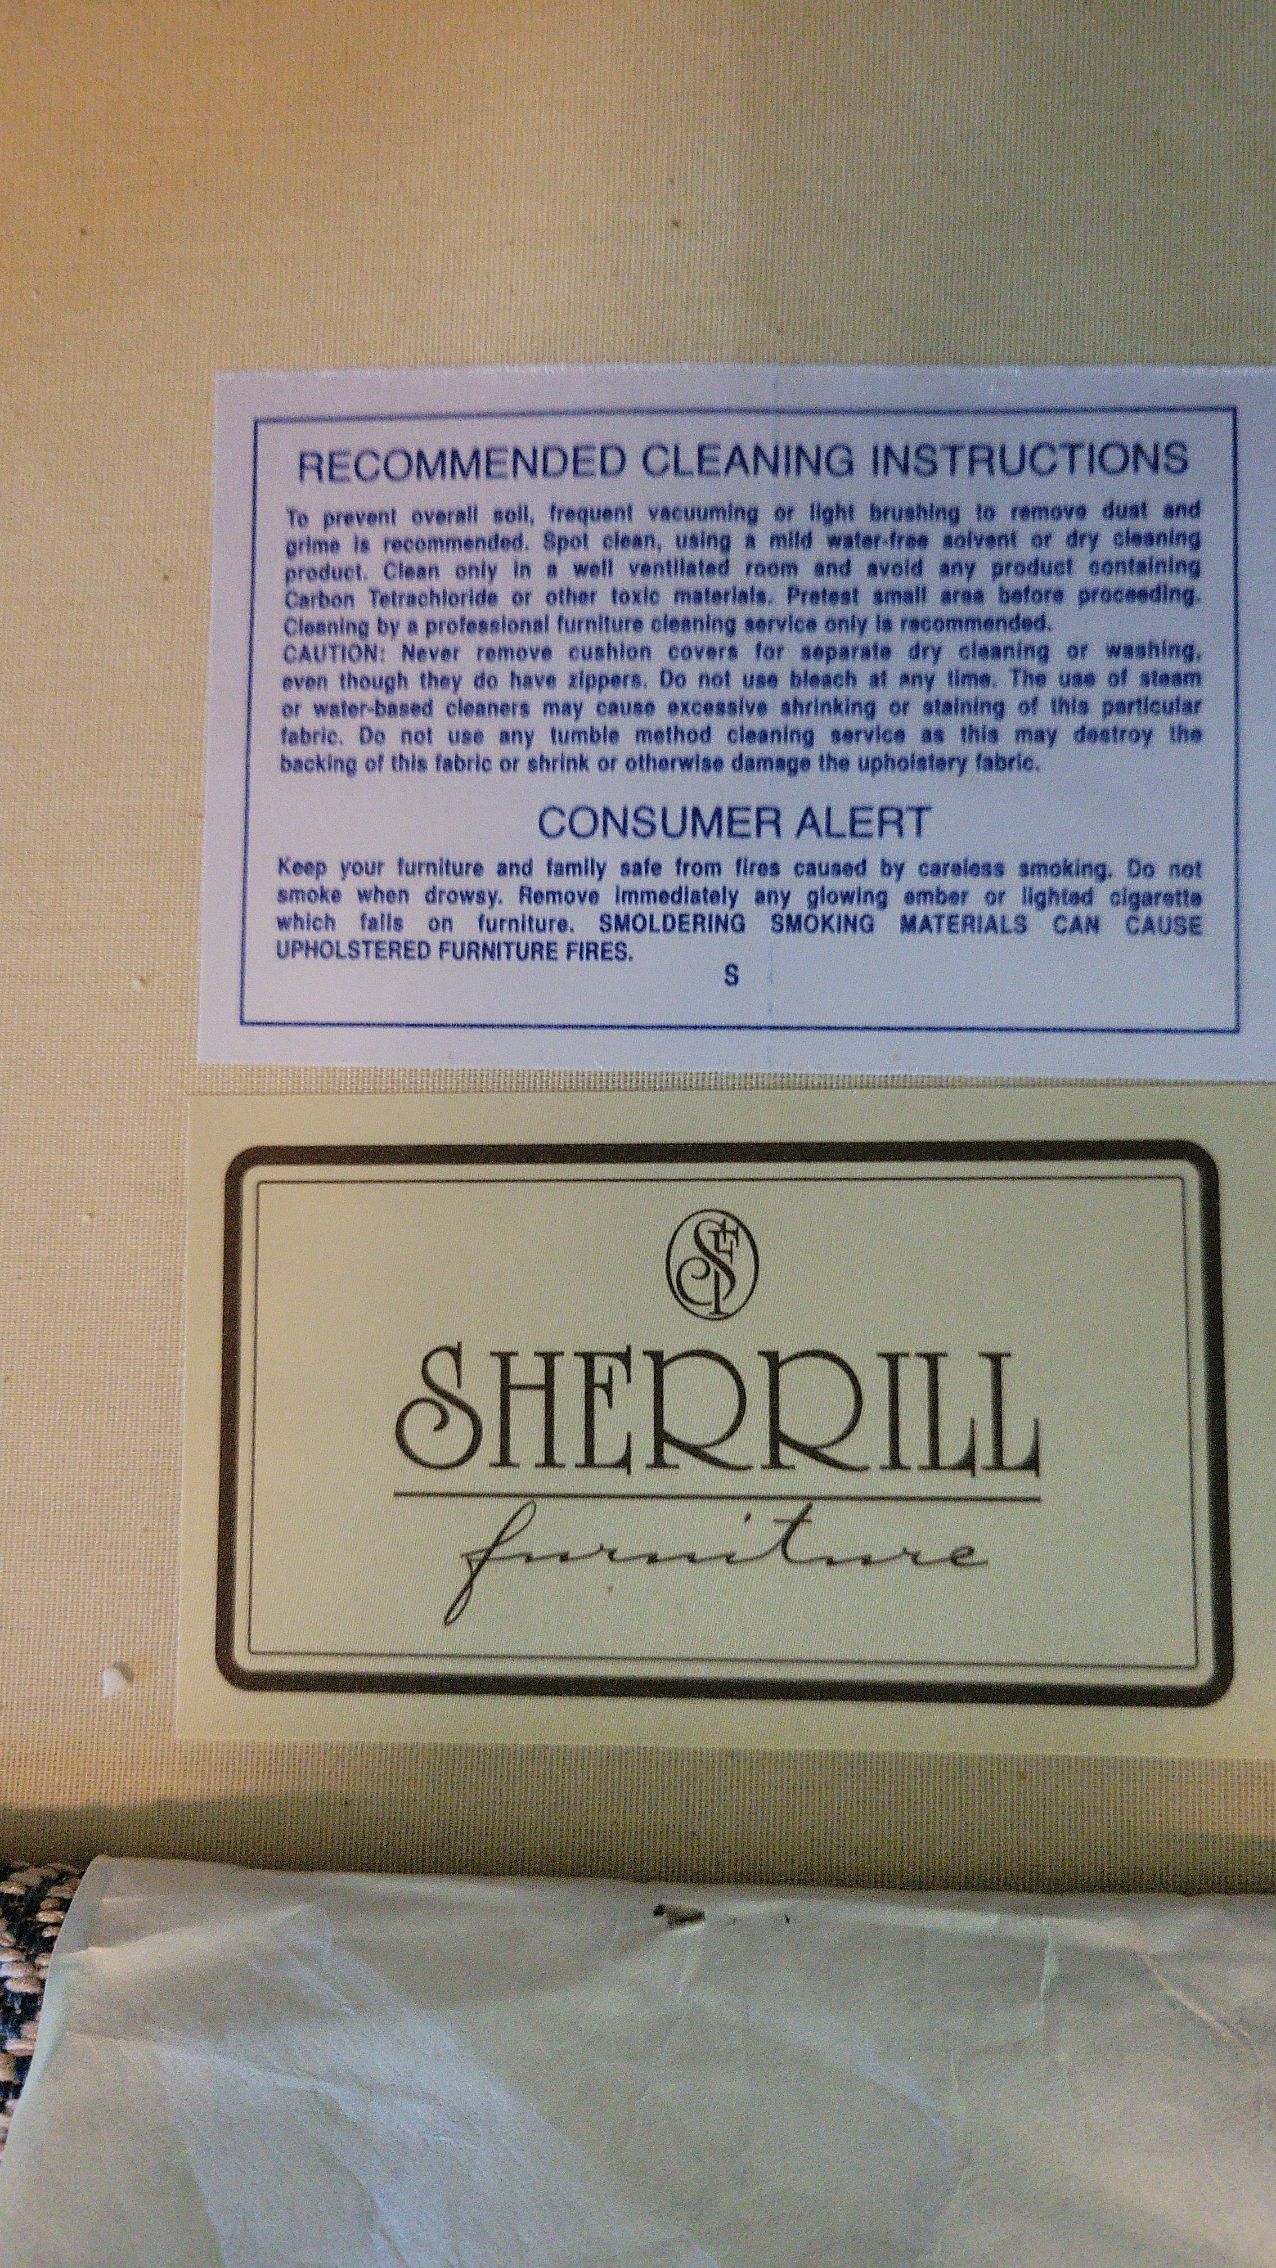 RECOMMENDED CLEANING INSTRUCTIONS
To prevent overall soil, frequent vacuuming or light brushing to remove dust and
grime is recommended. Spot clean, using a mild water-free solvent or dry cleaning
product. Clean only in a well ventilated room and avoid any product containing
Carbon Tetrachloride or other toxic materials. Pretest small area before proceeding.
Cleaning by a professional furniture cleaning service only is recommended.
CAUTION: Never remove cushion covers for separate dry cleaning or washing,
even though they do have zippers. Do not use bleach at any time. The use of steam
or water-based cleaners may cause excessive shrinking or staining of this particular
fabric. Do not use any tumble method cleaning service as this may destroy the
backing of this fabric or shrink or otherwise damage the upholstery fabric.
CONSUMER ALERT
Keep your furniture and family safe from fires caused by careless smoking. Do not
smoke when drowsy. Remove immediately any glowing ember or lighted cigarette
which falls on furniture. SMOLDERING SMOKING MATERIALS CAN CAUSE
UPHOLSTERED FURNITURE FIRES.
S
SF
SHERRILL
furniture